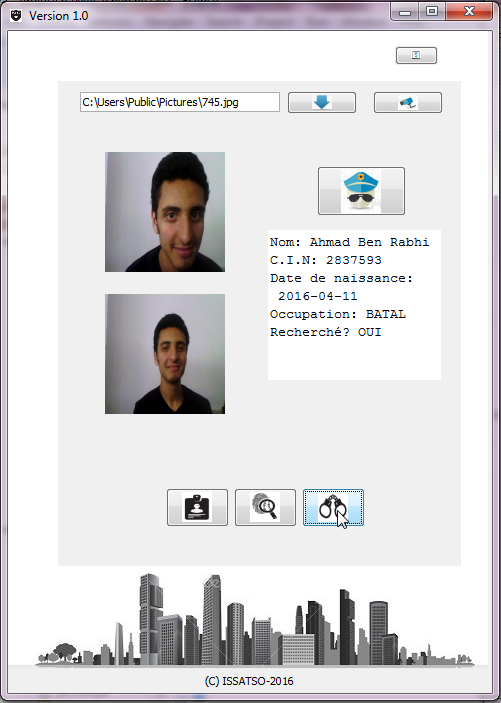 Version 1.0
C:\Users\Public\Pictures\745.jpg
Nom: Ahmad Ben Rabhi
C.I.N: 2837593
Date de naissance:
2016-04-11
Occupation: BATAL
Recherché? OUI
(C) ISSATSO-2016